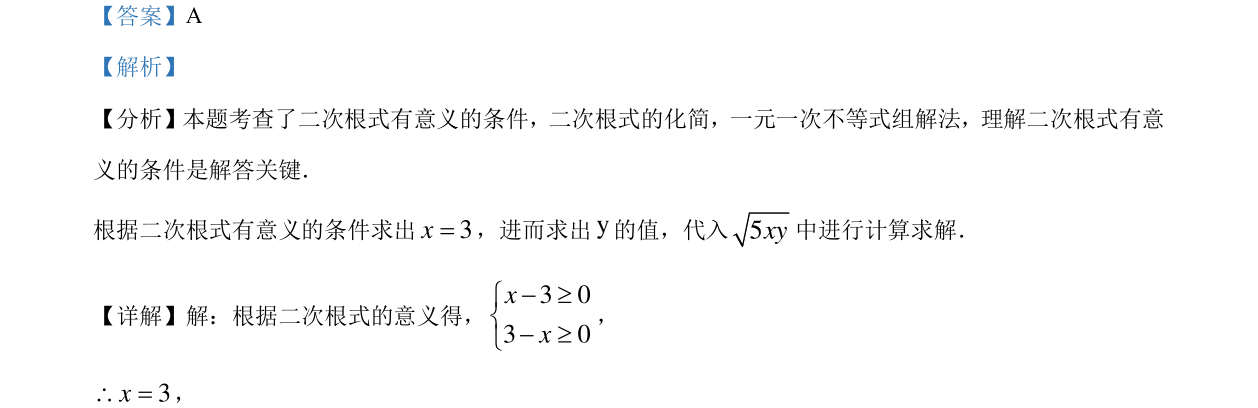 【答案】A
【解析】
【分析】本题考查了二次根式有意义的条件，二次根式的化简，一元一次不等式组解法，理解二次根式有意
义的条件是解答关键．
根据二次根式有意义的条件求出 x = 3，进而求出 y 的值，代入 √5xy 中进行计算求解．
【详解】解：根据二次根式的意义得，{x−3≥0
3−x≥0，
∴ x = 3，